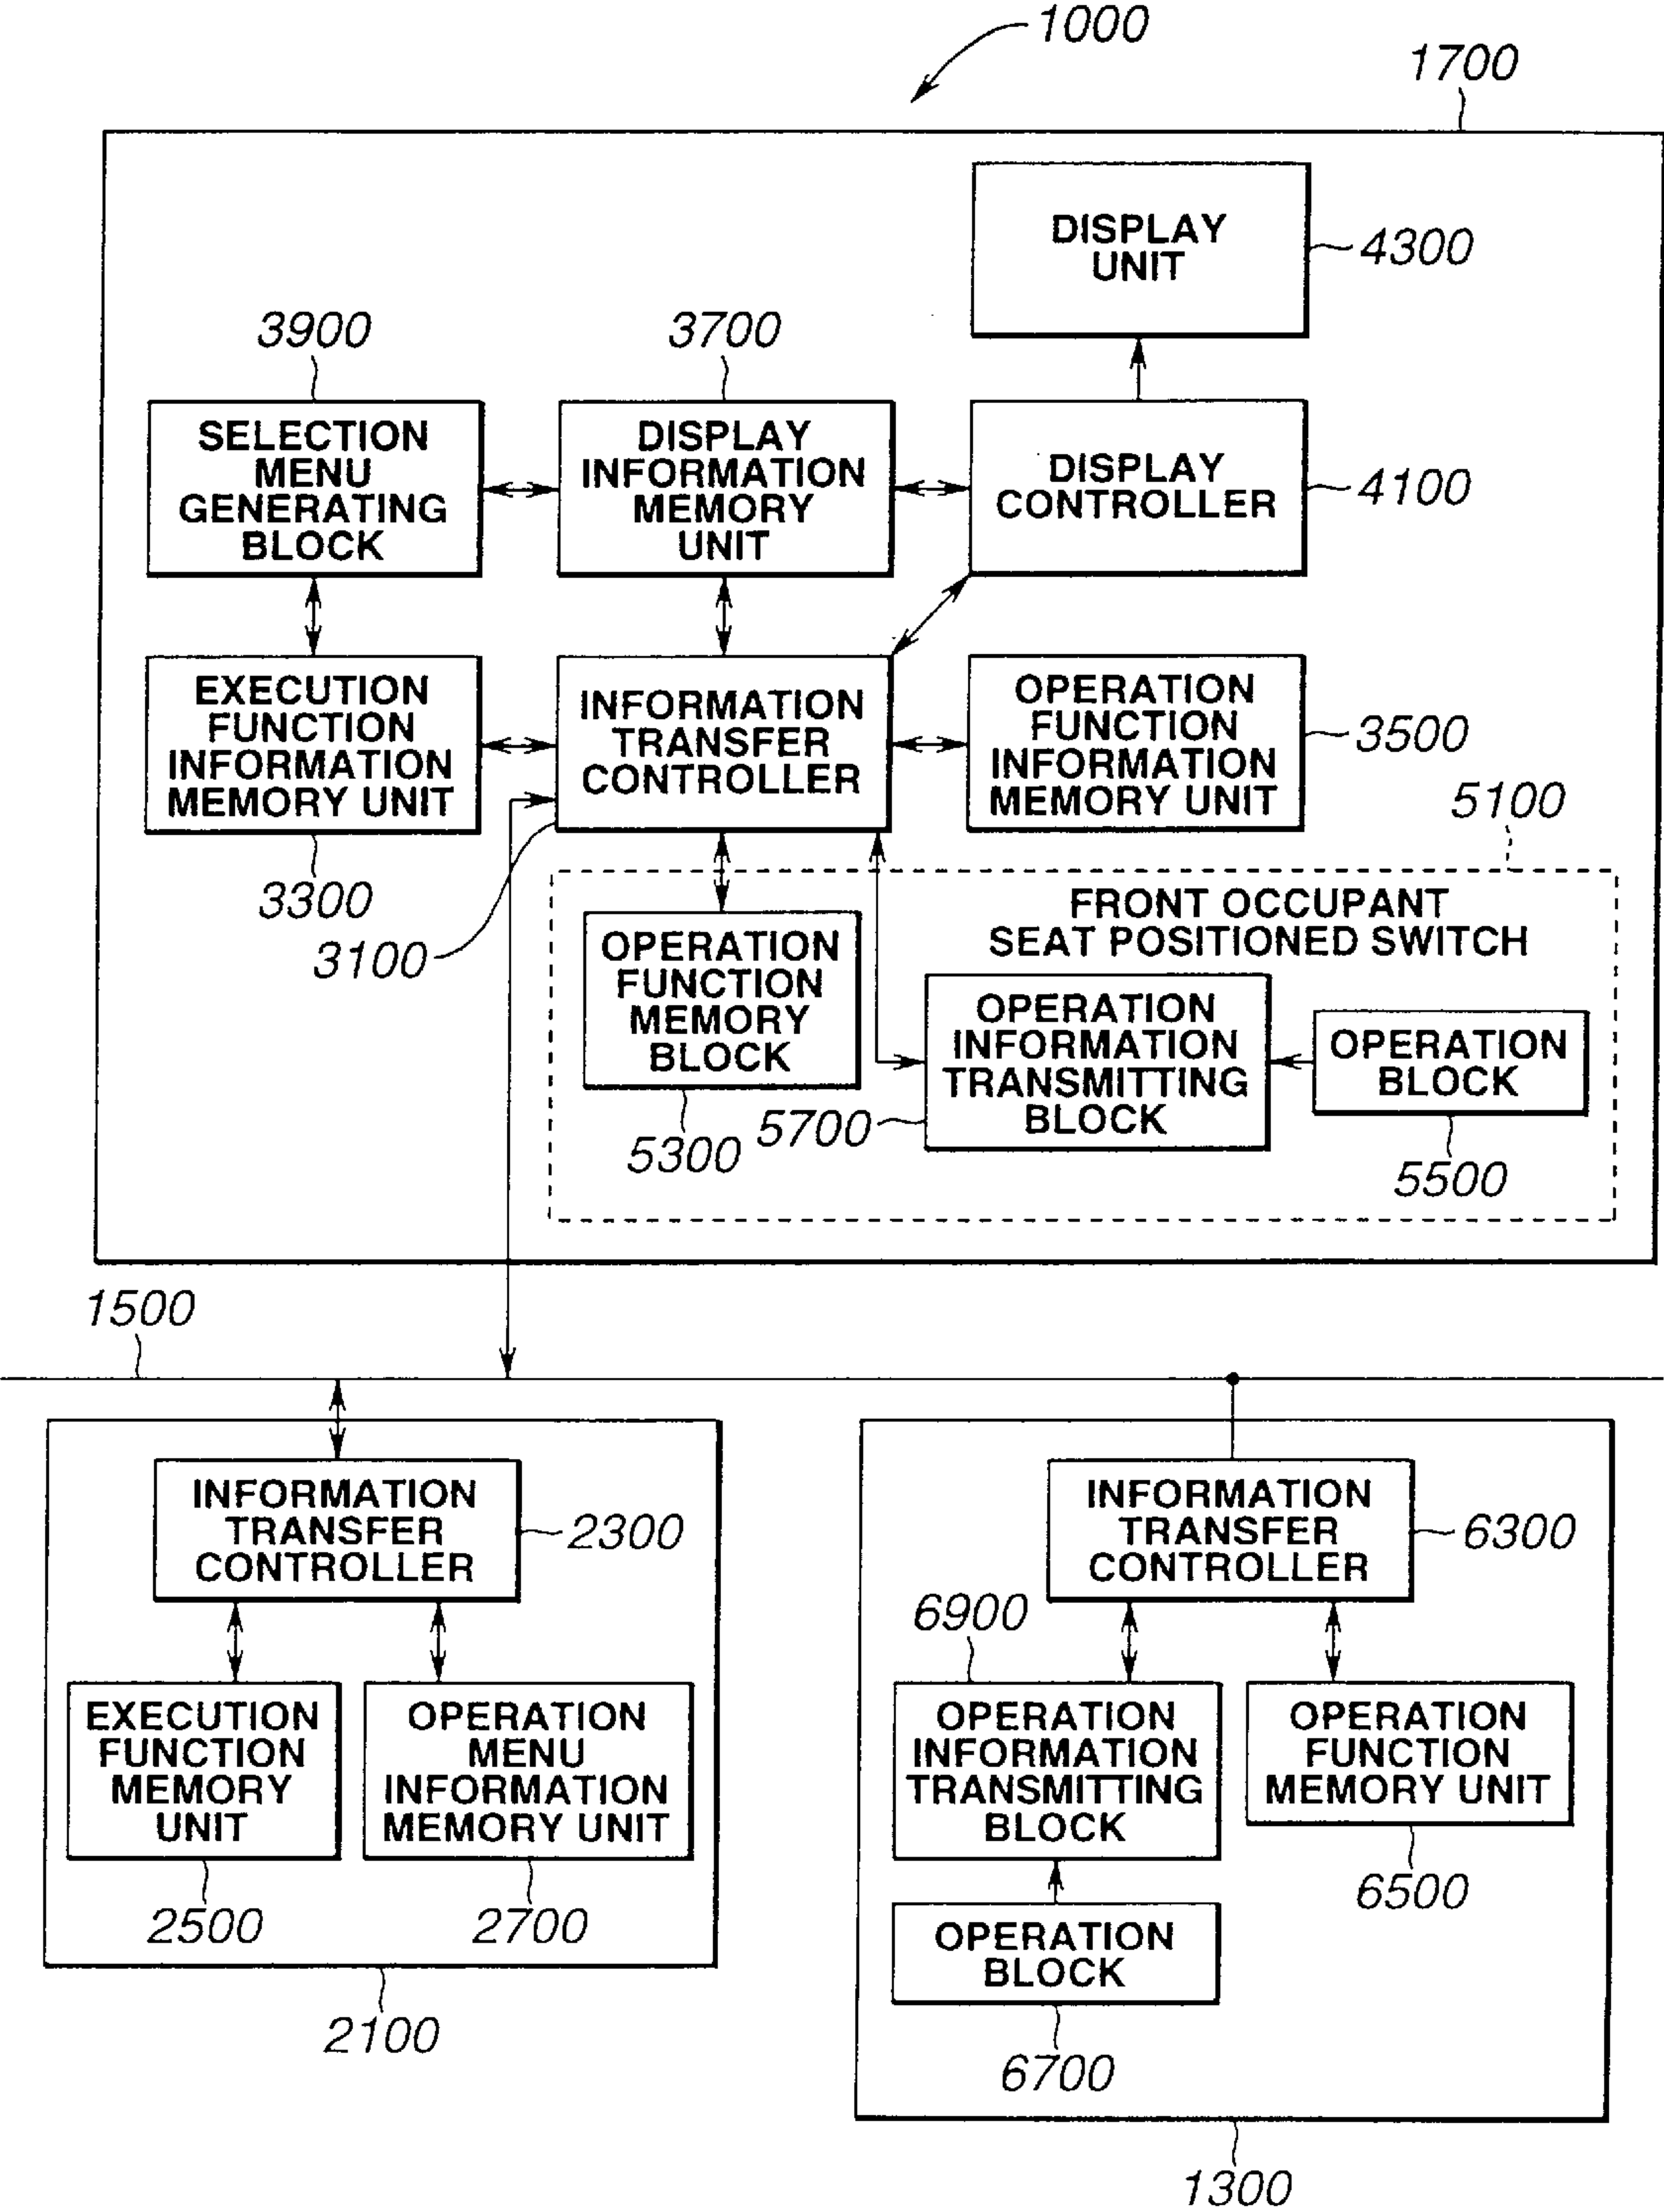 1000
1700
DISPLAY
UNIT
4300
3900
3700
SELECTION
MENU
GENERATING
BLOCK
DISPLAY
INFORMATION
MEMORY
UNIT
DISPLAY
CONTROLLER
4100
EXECUTION
FUNCTION
INFORMATION
MEMORY UNIT
INFORMATION
TRANSFER
CONTROLLER
OPERATION
FUNCTION
INFORMATION
MEMORY UNIT
3500
5100
3300
3100
FRONT OCCUPANT
SEAT POSITIONED SWITCH
OPERATION
FUNCTION
MEMORY
BLOCK
OPERATION
INFORMATION
TRANSMITTING
BLOCK
OPERATION
BLOCK
5300
5700
5500
1500
INFORMATION
TRANSFER
CONTROLLER
2300
EXECUTION
FUNCTION
MEMORY
UNIT
OPERATION
MENU
INFORMATION
MEMORY UNIT
2500
2700
2100
INFORMATION
TRANSFER
CONTROLLER
6300
6900
OPERATION
INFORMATION
TRANSMITTING
BLOCK
OPERATION
FUNCTION
MEMORY UNIT
6500
OPERATION
BLOCK
6700
1300